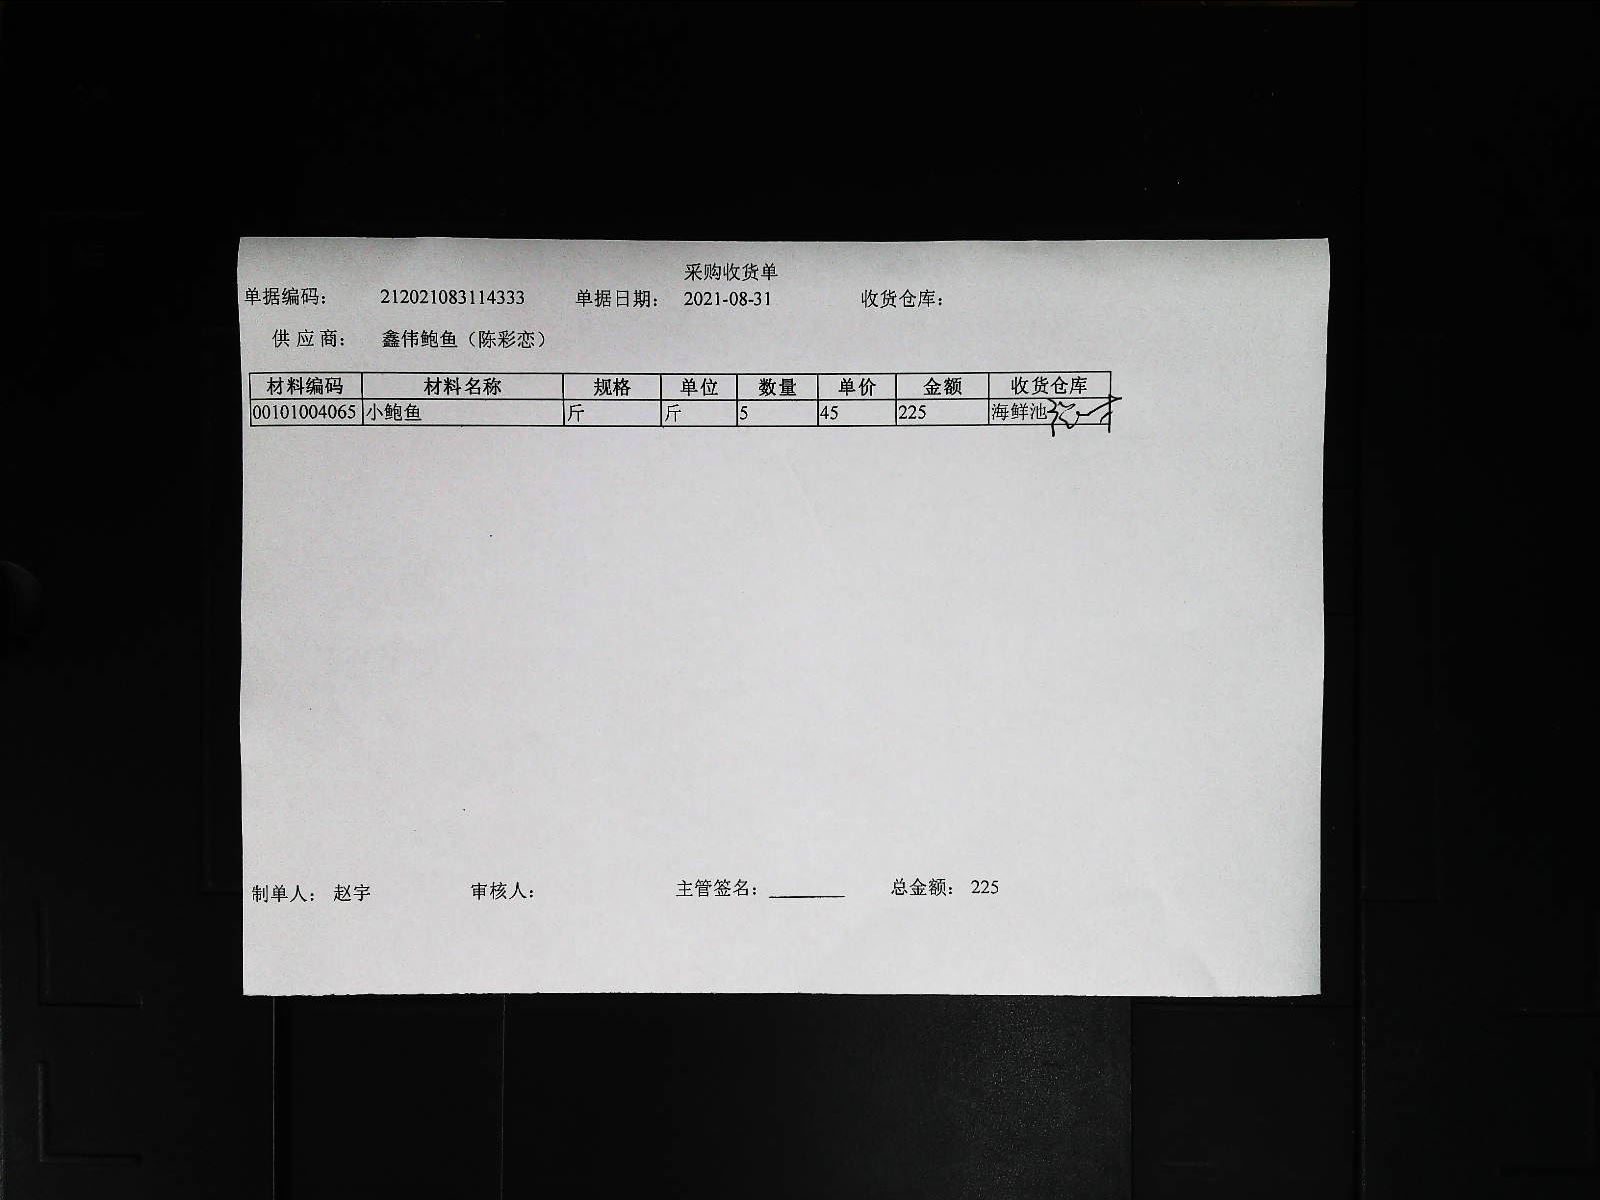 采购收货单
单据编码： 212021083114333 单据日期： 2021-08-31 收货仓库：
供 应 商： 鑫伟鲍鱼（陈彩恋）
材料编码 材料名称 规格 单位 数量 单价 金额 收货仓库
00101004065 小鲍鱼 斤 斤 5 45 225 海鲜池
制单人： 赵宇 审核人： 主管签名： 总金额： 225